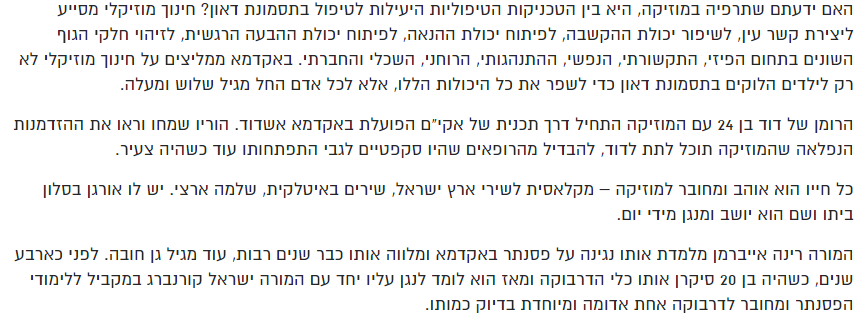 האם ידעתם שתרפיה במוזיקה, היא בין הטכניקות הטיפוליות היעילות לטיפול בתסמונת דאון? חינוך מוזיקלי מסייע
ליצירת קשר עין, לשיפור יכולת ההקשבה, לפיתוח יכולת ההנאה, לפיתוח יכולת ההבעה הרגשית, לזיהוי חלקי הגוף
השונים בתחום הפיזי, התקשורתי, הנפשי, ההתנהגותי, הרוחני, השכלי והחברתי. באקדמא ממליצים על חינוך מוזיקלי לא
רק לילדים הלוקים בתסמונת דאון כדי לשפר את כל היכולות הללו, אלא לכל אדם החל מגיל שלוש ומעלה.
הרומן של דוד בן 24 עם המוזיקה התחיל דרך תכנית של אקי"ם הפועלת באקדמא אשדוד. הוריו שמחו וראו את ההזדמנות
הנפלאה שהמוזיקה תוכל לתת לדוד, להבדיל מהרופאים שהיו סקפטיים לגבי התפתחותו עוד כשהיה צעיר.
כל חייו הוא אוהב ומחובר למוזיקה – מקלאסית לשירי ארץ ישראל, שירים באיטלקית, שלמה ארצי. יש לו אורגן בסלון
ביתו ושם הוא יושב ומנגן מידי יום.
המורה רינה אייברמן מלמדת אותו נגינה על פסנתר באקדמא ומלווה אותו כבר שנים רבות, עוד מגיל גן חובה. לפני כארבע
שנים, כשהיה בן 20 סיקרן אותו כלי הדרבוקה ומאז הוא לומד לנגן עליו יחד עם המורה ישראל קורנברג במקביל ללימודי
הפסנתר ומחובר לדרבוקה אחת אדומה ומיוחדת בדיוק כמותו.